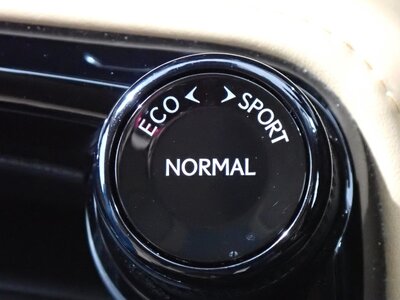 ECO < > SPORT
NORMAL